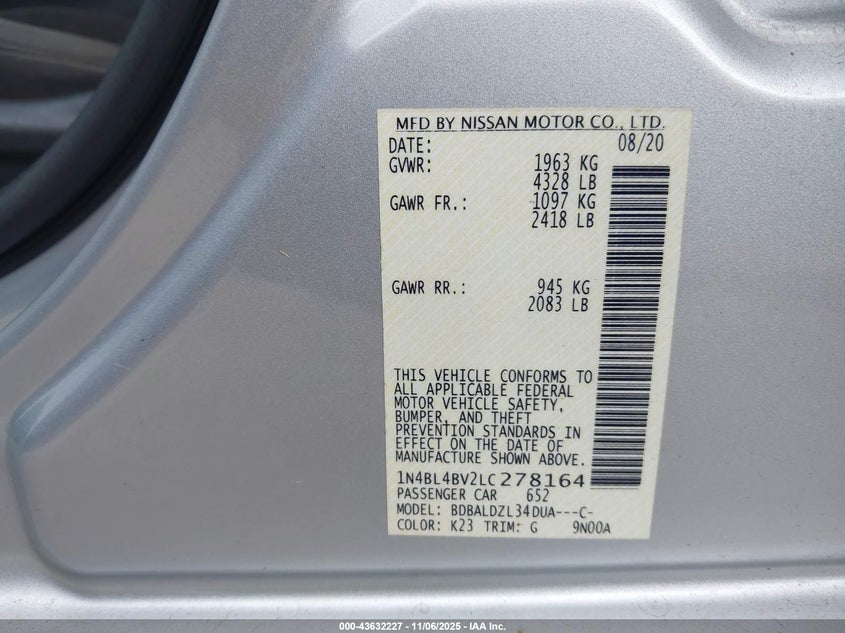 MFD BY NISSAN MOTOR CO., LTD.
DATE: 08/20
GVWR: 1963 KG
4328 LB
GAWR FR.: 1097 KG
2418 LB
GAWR RR.: 945 KG
2083 LB
THIS VEHICLE CONFORMS TO
ALL APPLICABLE FEDERAL
MOTOR VEHICLE SAFETY,
BUMPER, AND THEFT
PREVENTION STANDARDS IN
EFFECT ON THE DATE OF
MANUFACTURE SHOWN ABOVE.
1N4BL4BV2LC278164
PASSENGER CAR 652
MODEL: BDBALDZL34DUA---C-
COLOR: K23 TRIM: G 9N00A
000-43632227 - 11/06/2025 - IAA Inc.